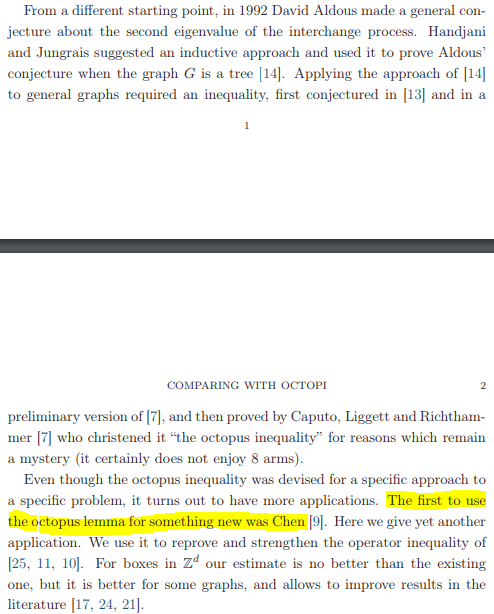 From a different starting point, in 1992 David Aldous made a general con-
jecture about the second eigenvalue of the interchange process. Handjani
and Jungrais suggested an inductive approach and used it to prove Aldous’
conjecture when the graph G is a tree [14]. Applying the approach of [14]
to general graphs required an inequality, first conjectured in [13] and in a
1
COMPARING WITH OCTOPI 2
preliminary version of [7], and then proved by Caputo, Liggett and Richtham-
mer [7] who christened it “the octopus inequality” for reasons which remain
a mystery (it certainly does not enjoy 8 arms).
Even though the octopus inequality was devised for a specific approach to
a specific problem, it turns out to have more applications. The first to use
the octopus lemma for something new was Chen [9]. Here we give yet another
application. We use it to reprove and strengthen the operator inequality of
[25, 11, 10]. For boxes in ℤᵈ our estimate is no better than the existing
one, but it is better for some graphs, and allows to improve results in the
literature [17, 24, 21].